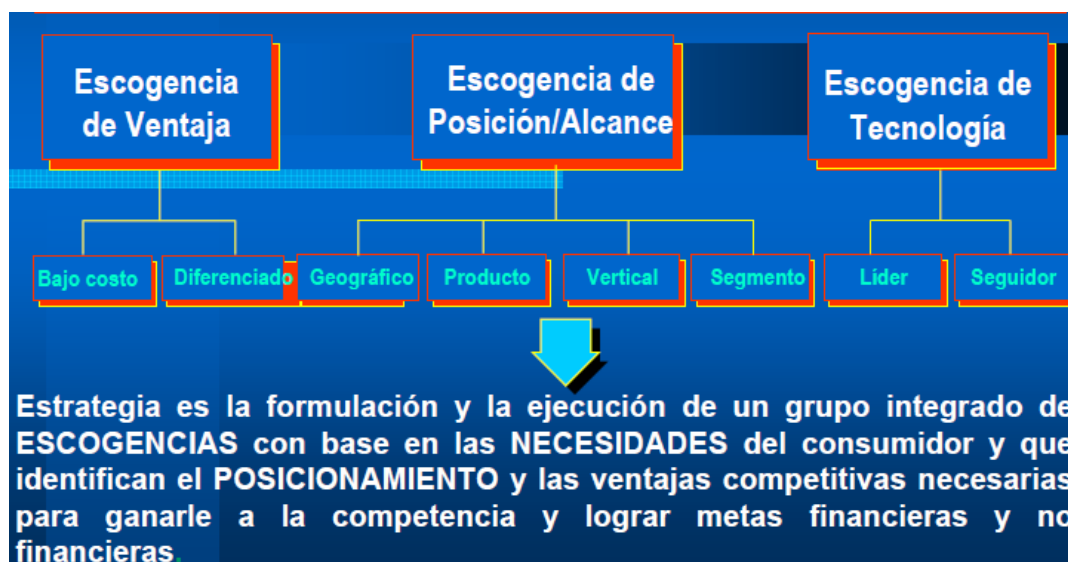 Escogencia
de Ventaja
Escogencia de
Posición/Alcance
Escogencia de
Tecnología
Bajo costo
Diferenciado
Geográfico
Producto
Vertical
Segmento
Líder
Seguidor
Estrategia es la formulación y la ejecución de un grupo integrado de
ESCOGENCIAS con base en las NECESIDADES del consumidor y que
identifican el POSICIONAMIENTO y las ventajas competitivas necesarias
para ganarle a la competencia y lograr metas financieras y no
financieras.